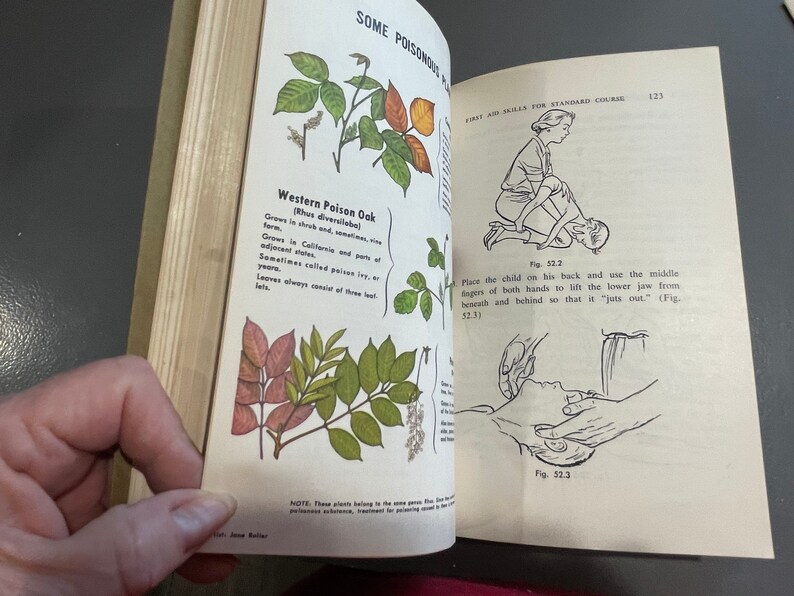 SOME POISONOUS
Western Poison Oak
(Rhus diversiloba)
Grows in shrub and, sometimes, vine
form.
Grows in California and parts of
adjacent states.
Sometimes called poison ivy, or
yeara.
Leaves always consist of three leaf-
lets.
NOTE: These plants belong to the same genus: Rhus. Since
poisonous substance, treatment for poisoning caused by
Jane Roller
FIRST AID SKILLS FOR STANDARD COURSE 123
Fig. 52.2
3. Place the child on his back and use the middle
fingers of both hands to lift the lower jaw from
beneath and behind so that it “juts out.” (Fig.
52.3)
Fig. 52.3